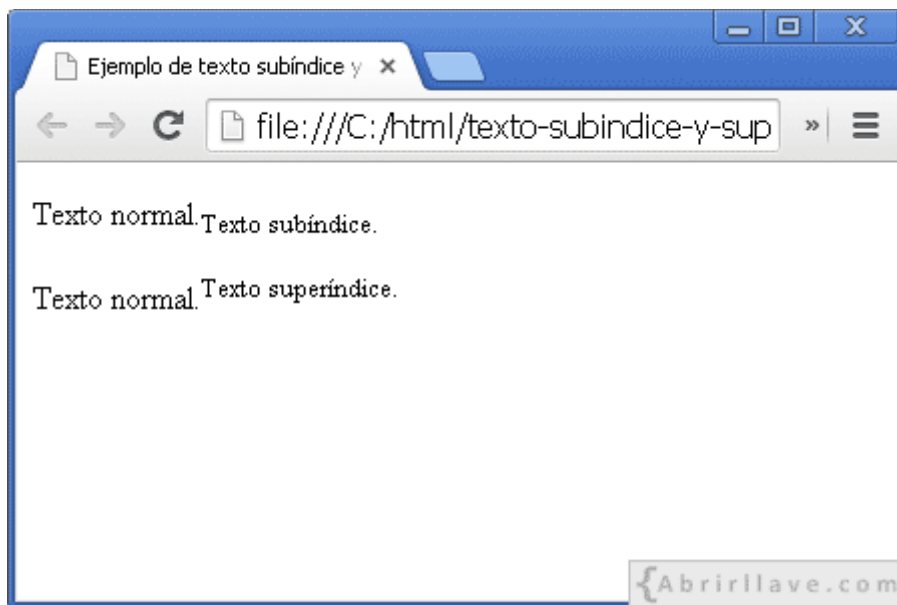 Ejemplo de texto subíndice y
file:///C:/html/texto-subindice-y-sup
Texto normal.Texto subíndice.
Texto normal.Texto superíndice.
{Abrirllave.com